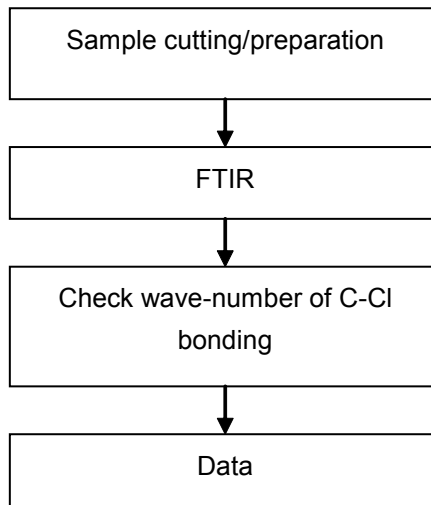 Sample cutting/preparation
FTIR
Check wave-number of C-Cl
bonding
Data